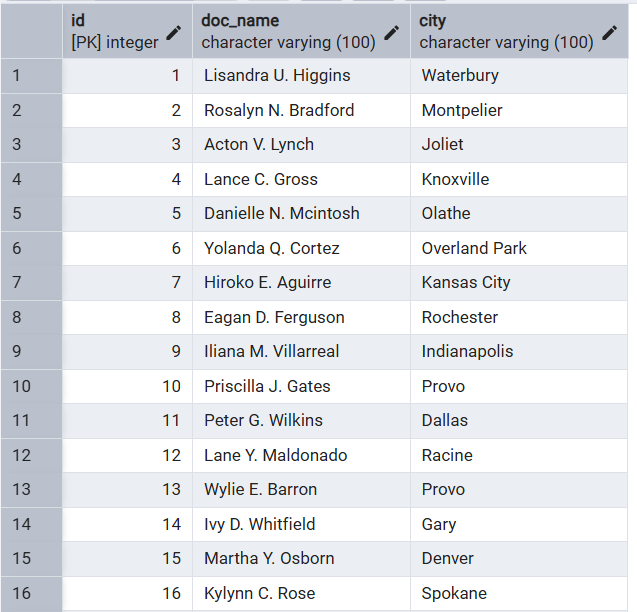 id doc_name city
[PK] integer character varying (100) character varying (100)
1 1 Lisandra U. Higgins Waterbury
2 2 Rosalyn N. Bradford Montpelier
3 3 Acton V. Lynch Joliet
4 4 Lance C. Gross Knoxville
5 5 Danielle N. Mcintosh Olathe
6 6 Yolanda Q. Cortez Overland Park
7 7 Hiroko E. Aguirre Kansas City
8 8 Eagan D. Ferguson Rochester
9 9 Iliana M. Villarreal Indianapolis
10 10 Priscilla J. Gates Provo
11 11 Peter G. Wilkins Dallas
12 12 Lane Y. Maldonado Racine
13 13 Wylie E. Barron Provo
14 14 Ivy D. Whitfield Gary
15 15 Martha Y. Osborn Denver
16 16 Kylynn C. Rose Spokane